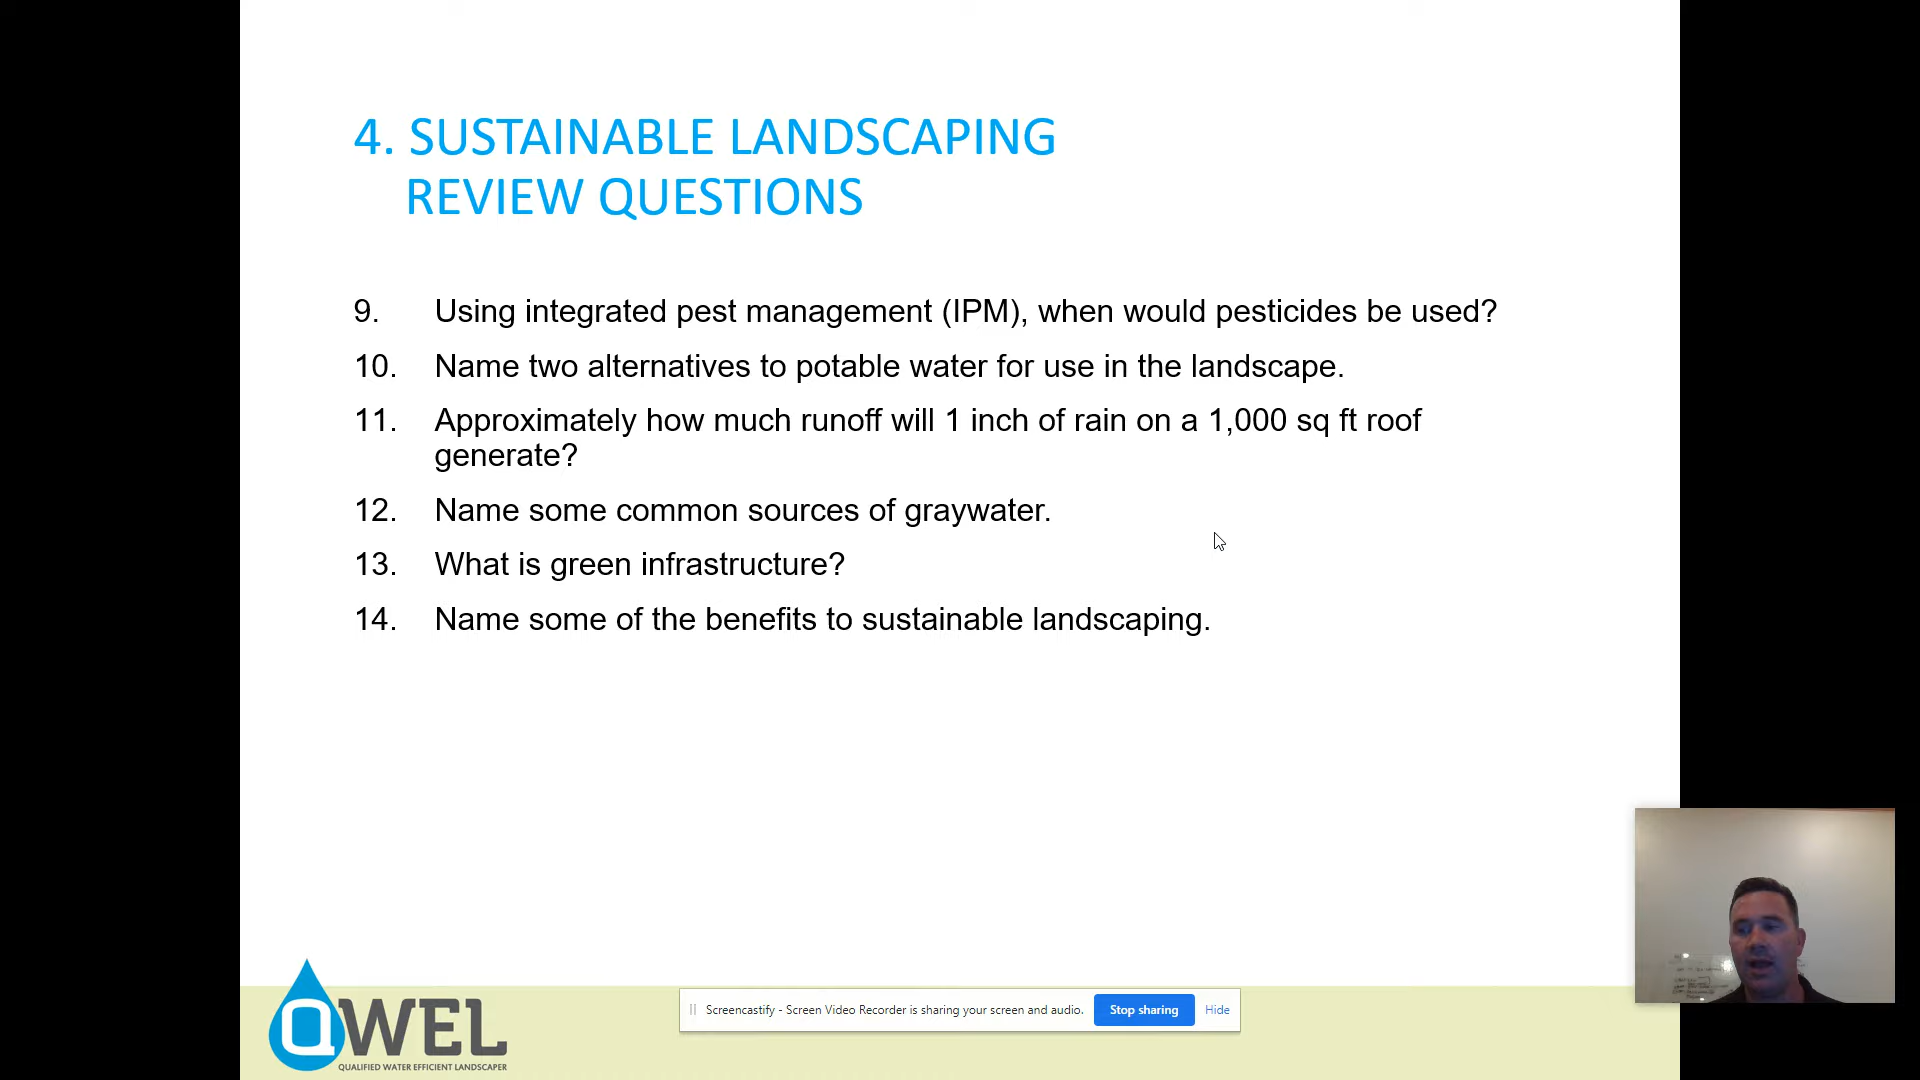 4. SUSTAINABLE LANDSCAPING
REVIEW QUESTIONS
9. Using integrated pest management (IPM), when would pesticides be used?
10. Name two alternatives to potable water for use in the landscape.
11. Approximately how much runoff will 1 inch of rain on a 1,000 sq ft roof
generate?
12. Name some common sources of graywater.
13. What is green infrastructure?
14. Name some of the benefits to sustainable landscaping.
QWEL
QUALIFIED WATER EFFICIENT LANDSCAPER
Screencastify - Screen Video Recorder is sharing your screen and audio. Stop sharing Hide